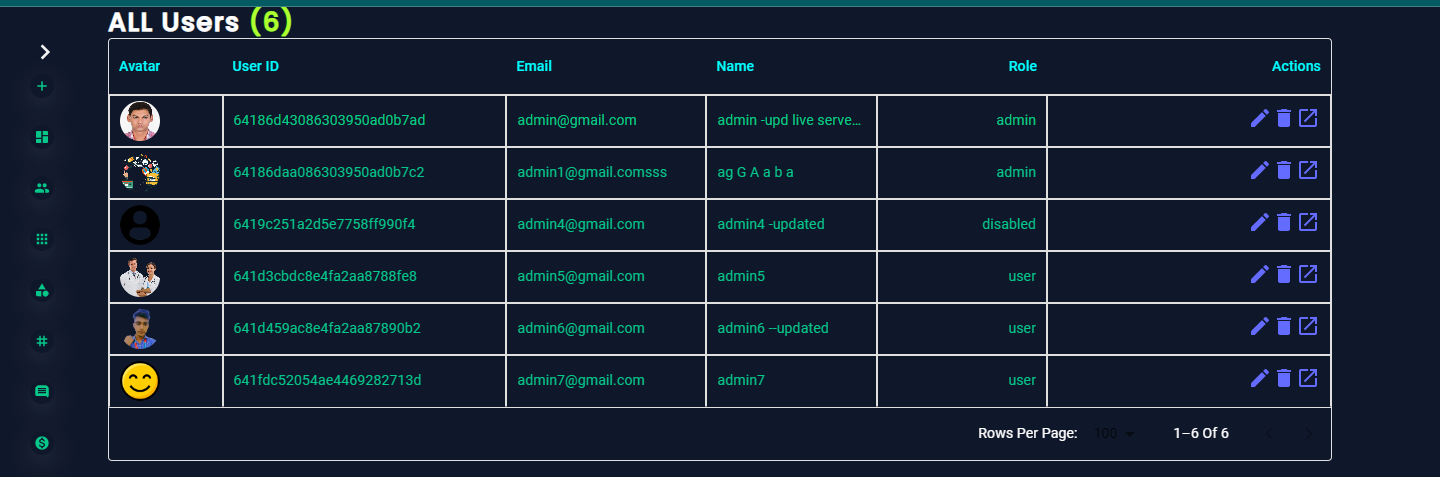 ALL Users (6)
Avatar User ID Email Name Role Actions
64186d43086303950ad0b7ad admin@gmail.com admin -upd live serve… admin
64186daa086303950ad0b7c2 admin1@gmail.comsss ag G A a b a admin
6419c251a2d5e7758ff990f4 admin4@gmail.com admin4 -updated disabled
641d3cbdc8e4fa2aa8788fe8 admin5@gmail.com admin5 user
641d459ac8e4fa2aa87890b2 admin6@gmail.com admin6 --updated user
641fdc52054ae4469282713d admin7@gmail.com admin7 user
Rows Per Page: 100 1–6 Of 6